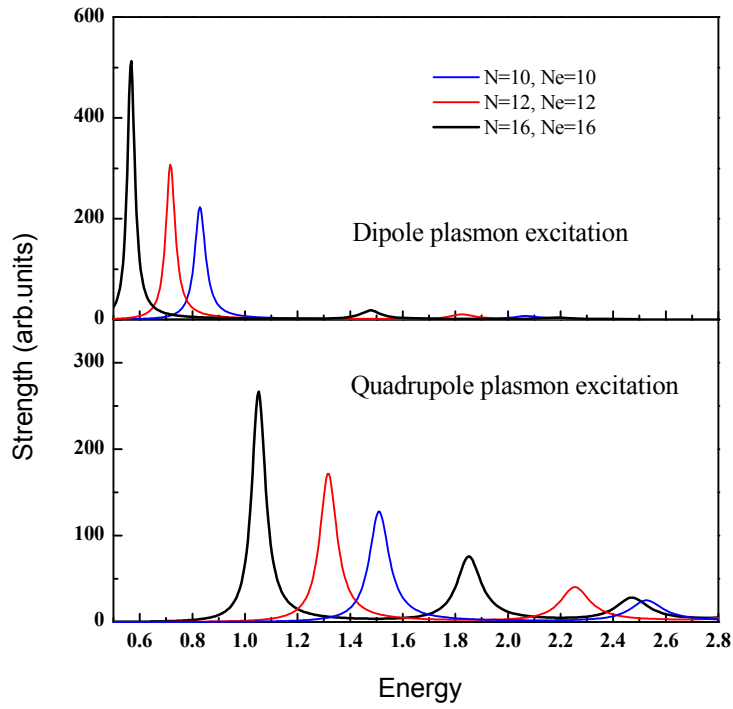 600
400
200
0
N=10, Ne=10
N=12, Ne=12
N=16, Ne=16
Dipole plasmon excitation
Strength (arb.units)
300
200
100
0
Quadrupole plasmon excitation
0.6 0.8 1.0 1.2 1.4 1.6 1.8 2.0 2.2 2.4 2.6 2.8
Energy